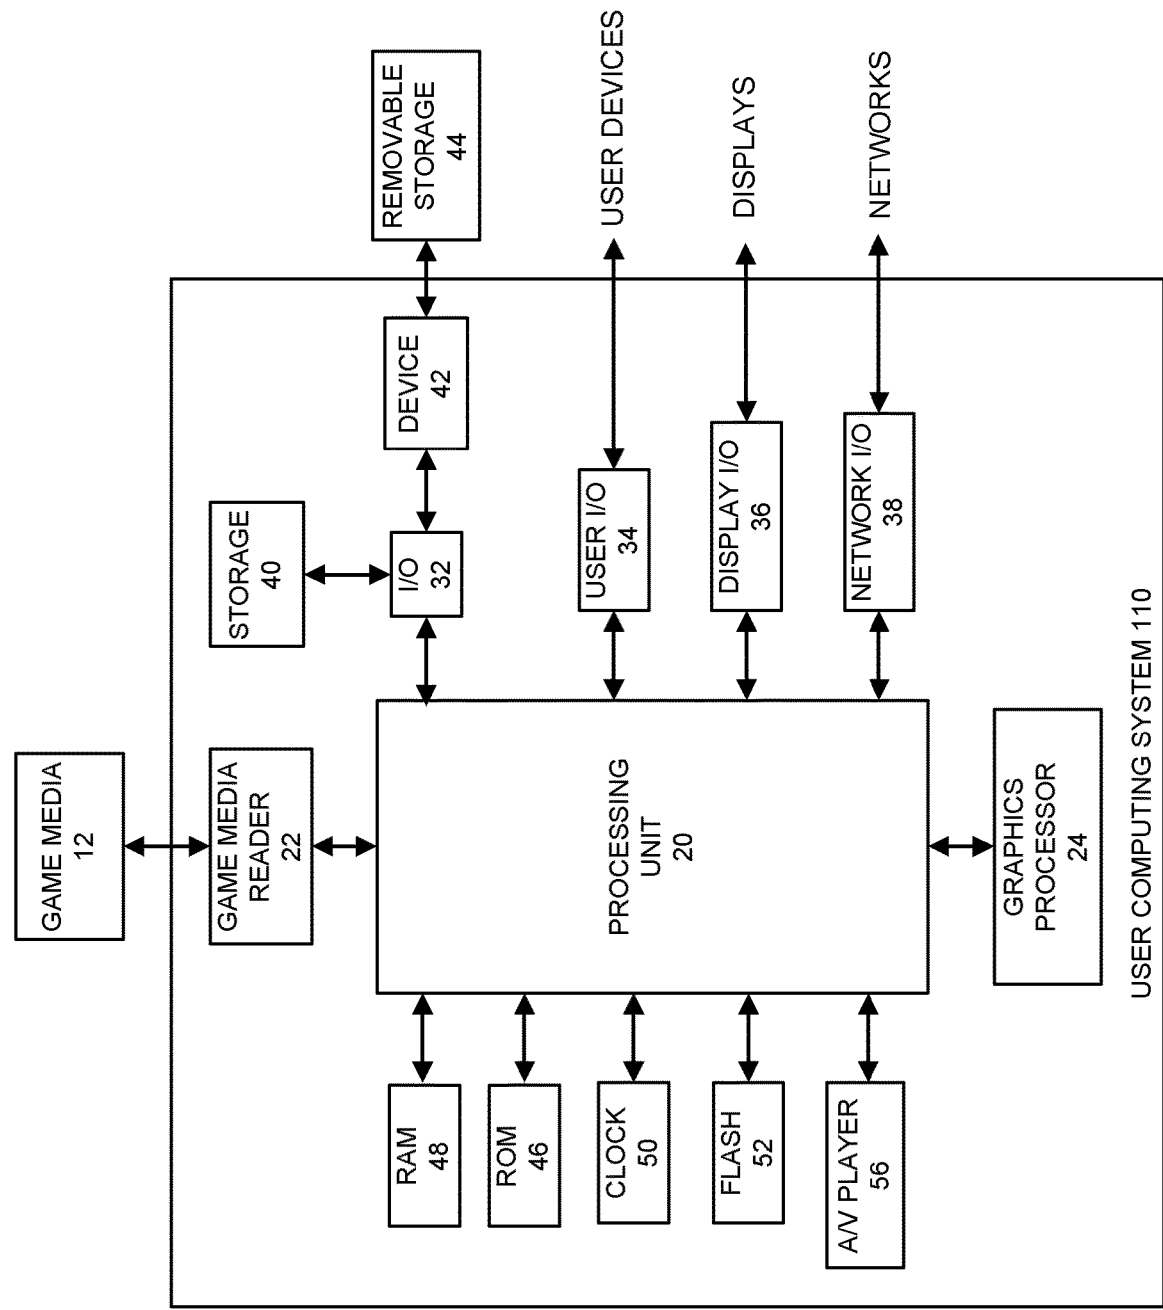 GAME MEDIA
12
GAME MEDIA
READER
22
STORAGE
40
RAM
48
I/O
32
DEVICE
42
REMOVABLE
STORAGE
44
ROM
46
PROCESSING
UNIT
20
CLOCK
50
USER I/O
34
USER DEVICES
FLASH
52
DISPLAY I/O
36
DISPLAYS
A/V PLAYER
56
NETWORK I/O
38
NETWORKS
GRAPHICS
PROCESSOR
24
USER COMPUTING SYSTEM 110